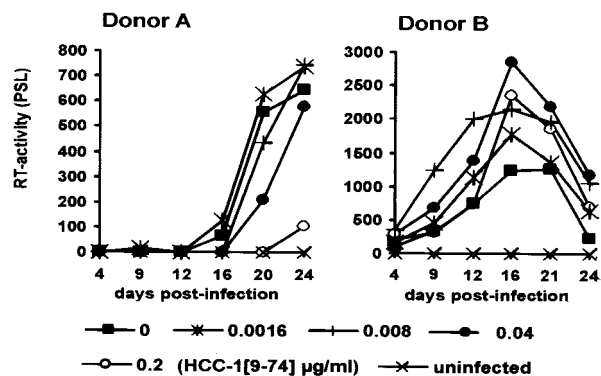 Donor A
Donor B
RT-activity (PSL)
800
700
600
500
400
300
200
100
0
4 9 12 16 20 24
days post-infection
3000
2500
2000
1500
1000
500
0
4 9 12 16 21 24
days post-infection
0 0.0016 0.008 0.04
0.2 (HCC-1[9-74] µg/ml) uninfected